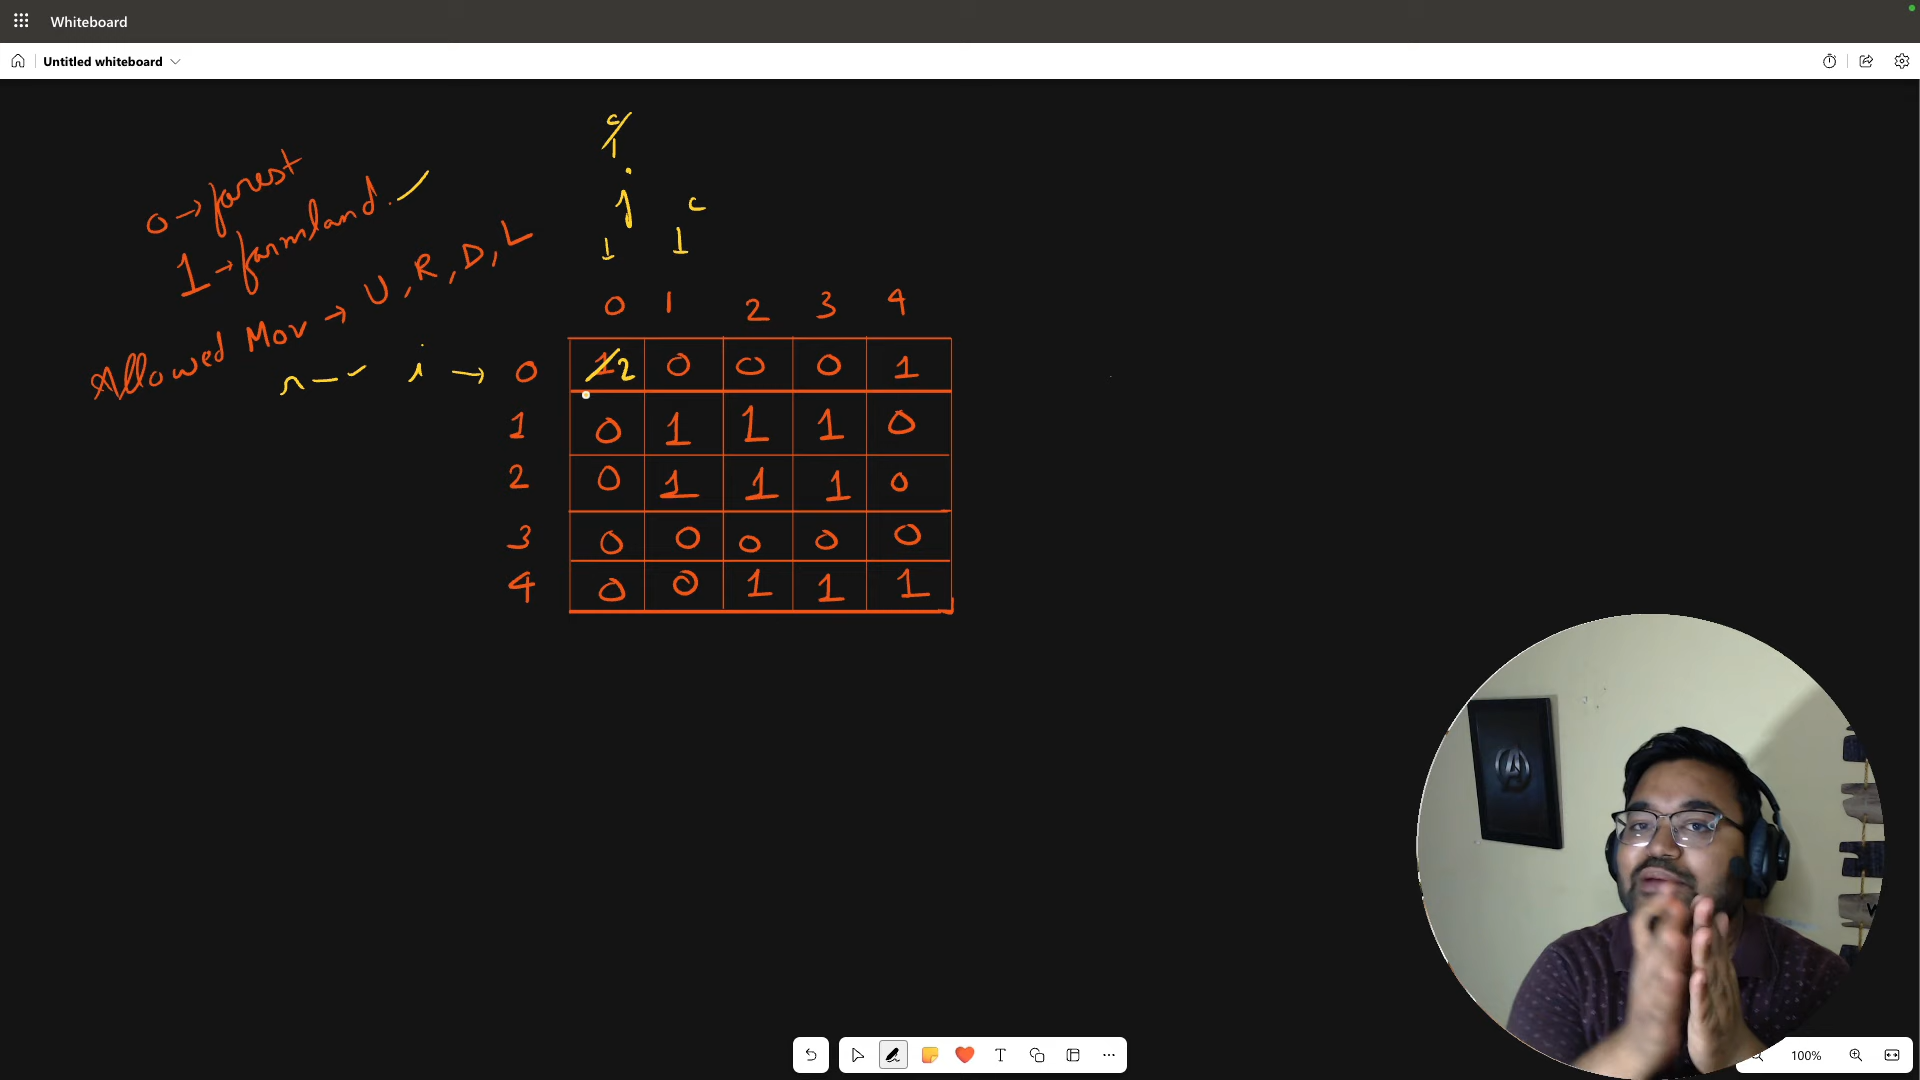 Whiteboard
Untitled whiteboard
0 → forest
1 → farmland.
Allowed Mov → U, R, D, L
c
1
j c
1 1
0 1 2 3 4
i → 0 1 2 0 0 0 1
1 0 1 1 1 0
2 0 1 1 1 0
3 0 0 0 0 0
4 0 0 1 1 1
T
100%